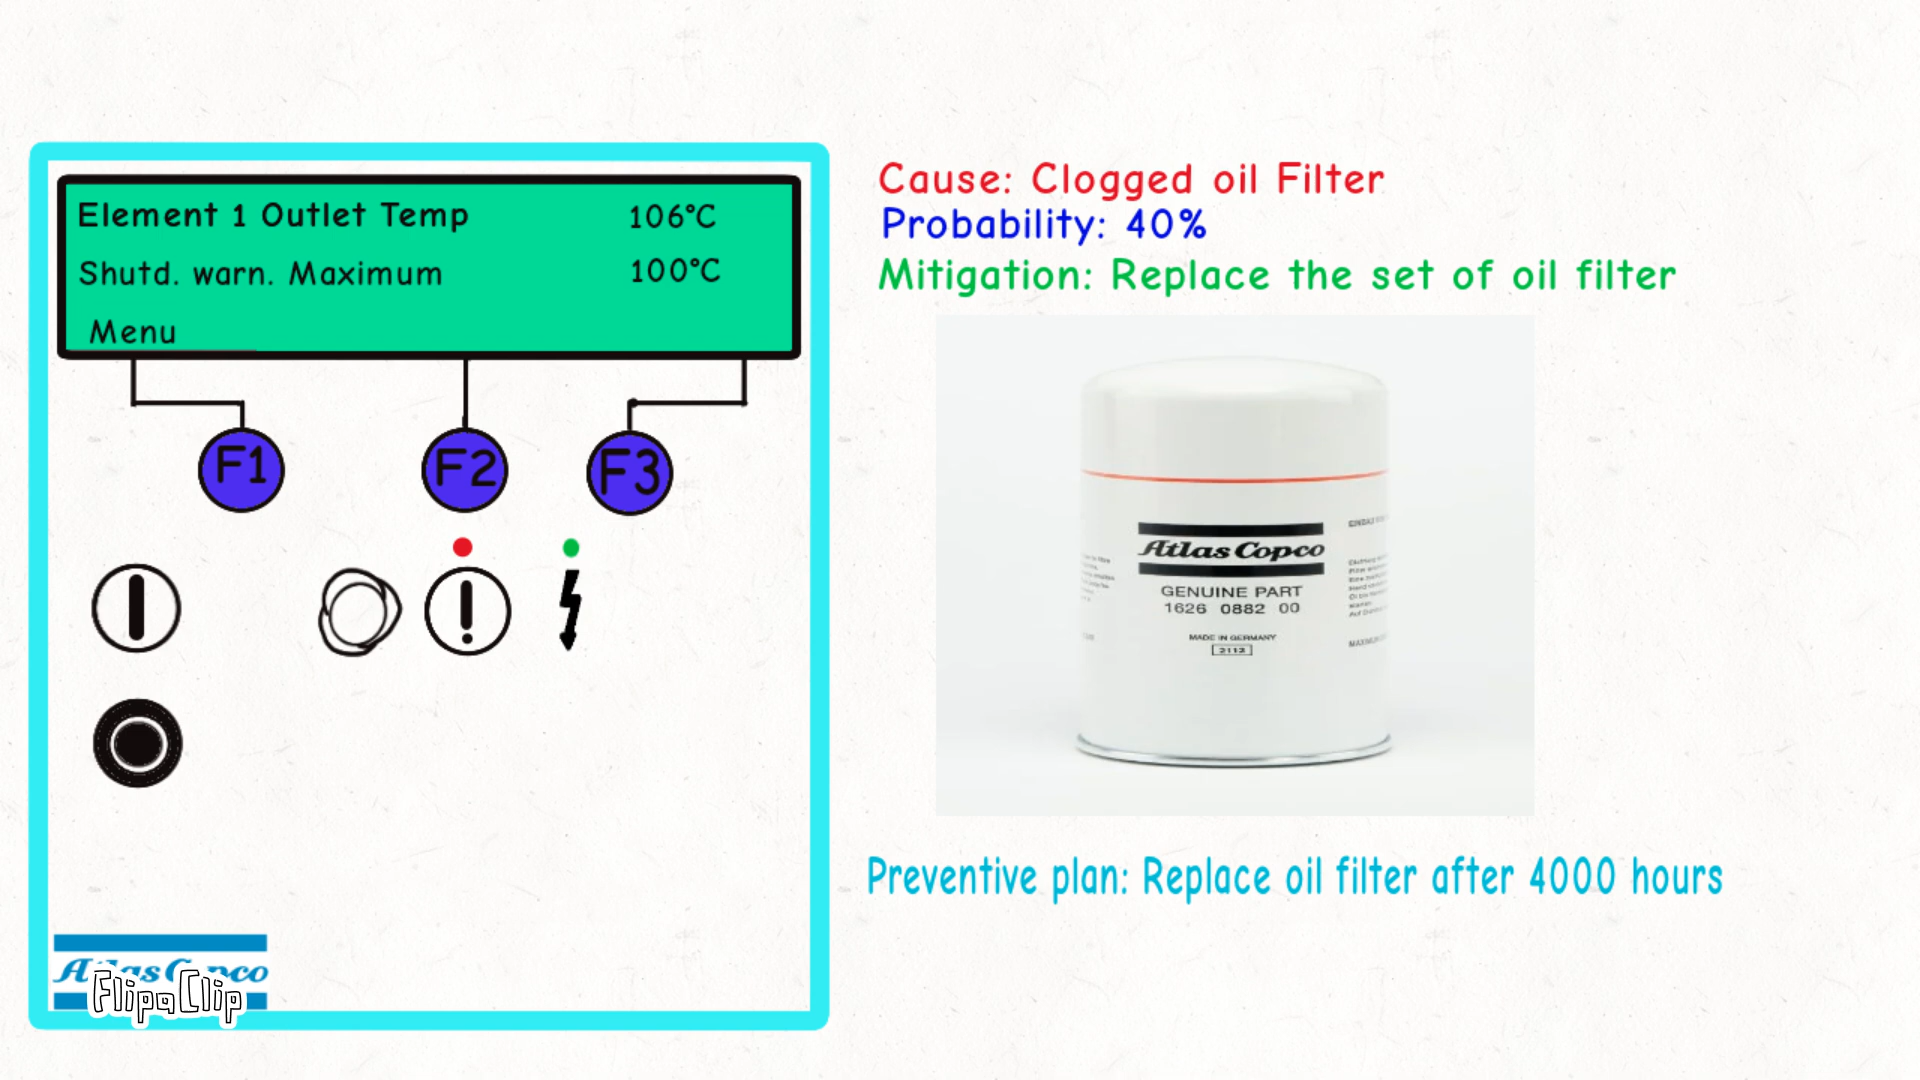 Element 1 Outlet Temp 106°C
Shutd. warn. Maximum 100°C
Menu
F1 F2 F3
Cause: Clogged oil Filter
Probability: 40%
Mitigation: Replace the set of oil filter
Atlas Copco
GENUINE PART
1626 0882 00
MADE IN GERMANY
2113
Preventive plan: Replace oil filter after 4000 hours
Atlas Copco
FlipaClip